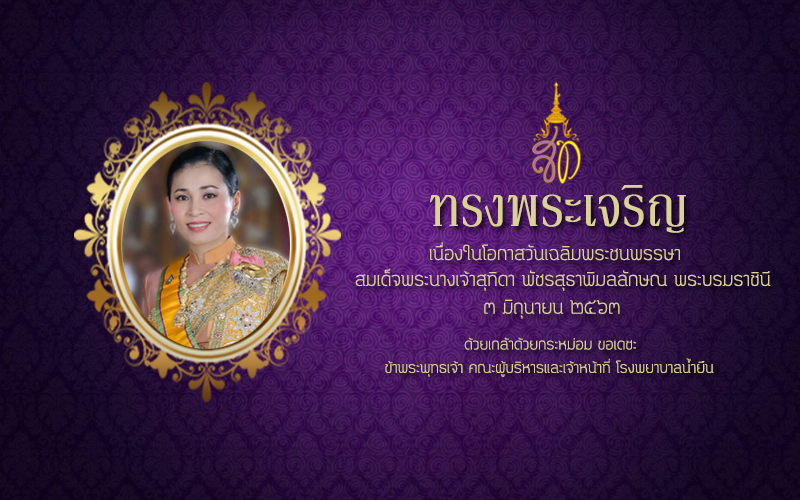 สท
ทรงพระเจริญ
เนื่องในโอกาสวันเฉลิมพระชนพรรษา
สมเด็จพระนางเจ้าสุทิดา พัชรสุธาพิมลลักษณ พระบรมราชินี
๓ มิถุนายน ๒๕๖๓
ด้วยเกล้าด้วยกระหม่อม ขอเดชะ
ข้าพระพุทธเจ้า คณะผู้บริหารและเจ้าหน้าที่ โรงพยาบาลน้ำยืน